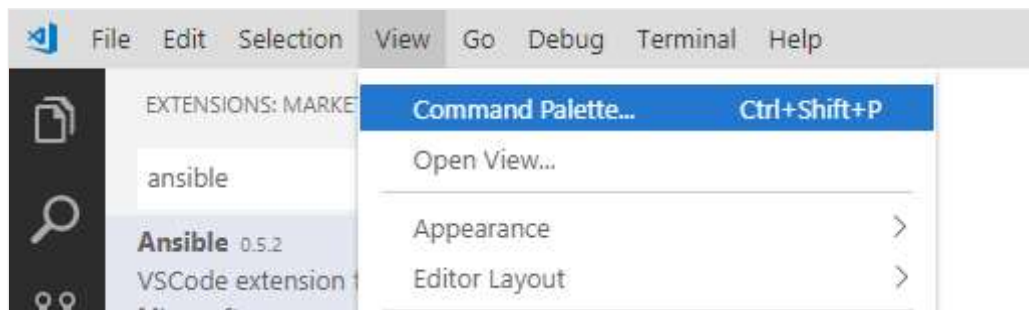 File Edit Selection View Go Debug Terminal Help
EXTENSIONS: MARKE
Command Palette... Ctrl+Shift+P
Open View...
ansible
Appearance
Ansible 0.5.2
VSCode extension
Editor Layout